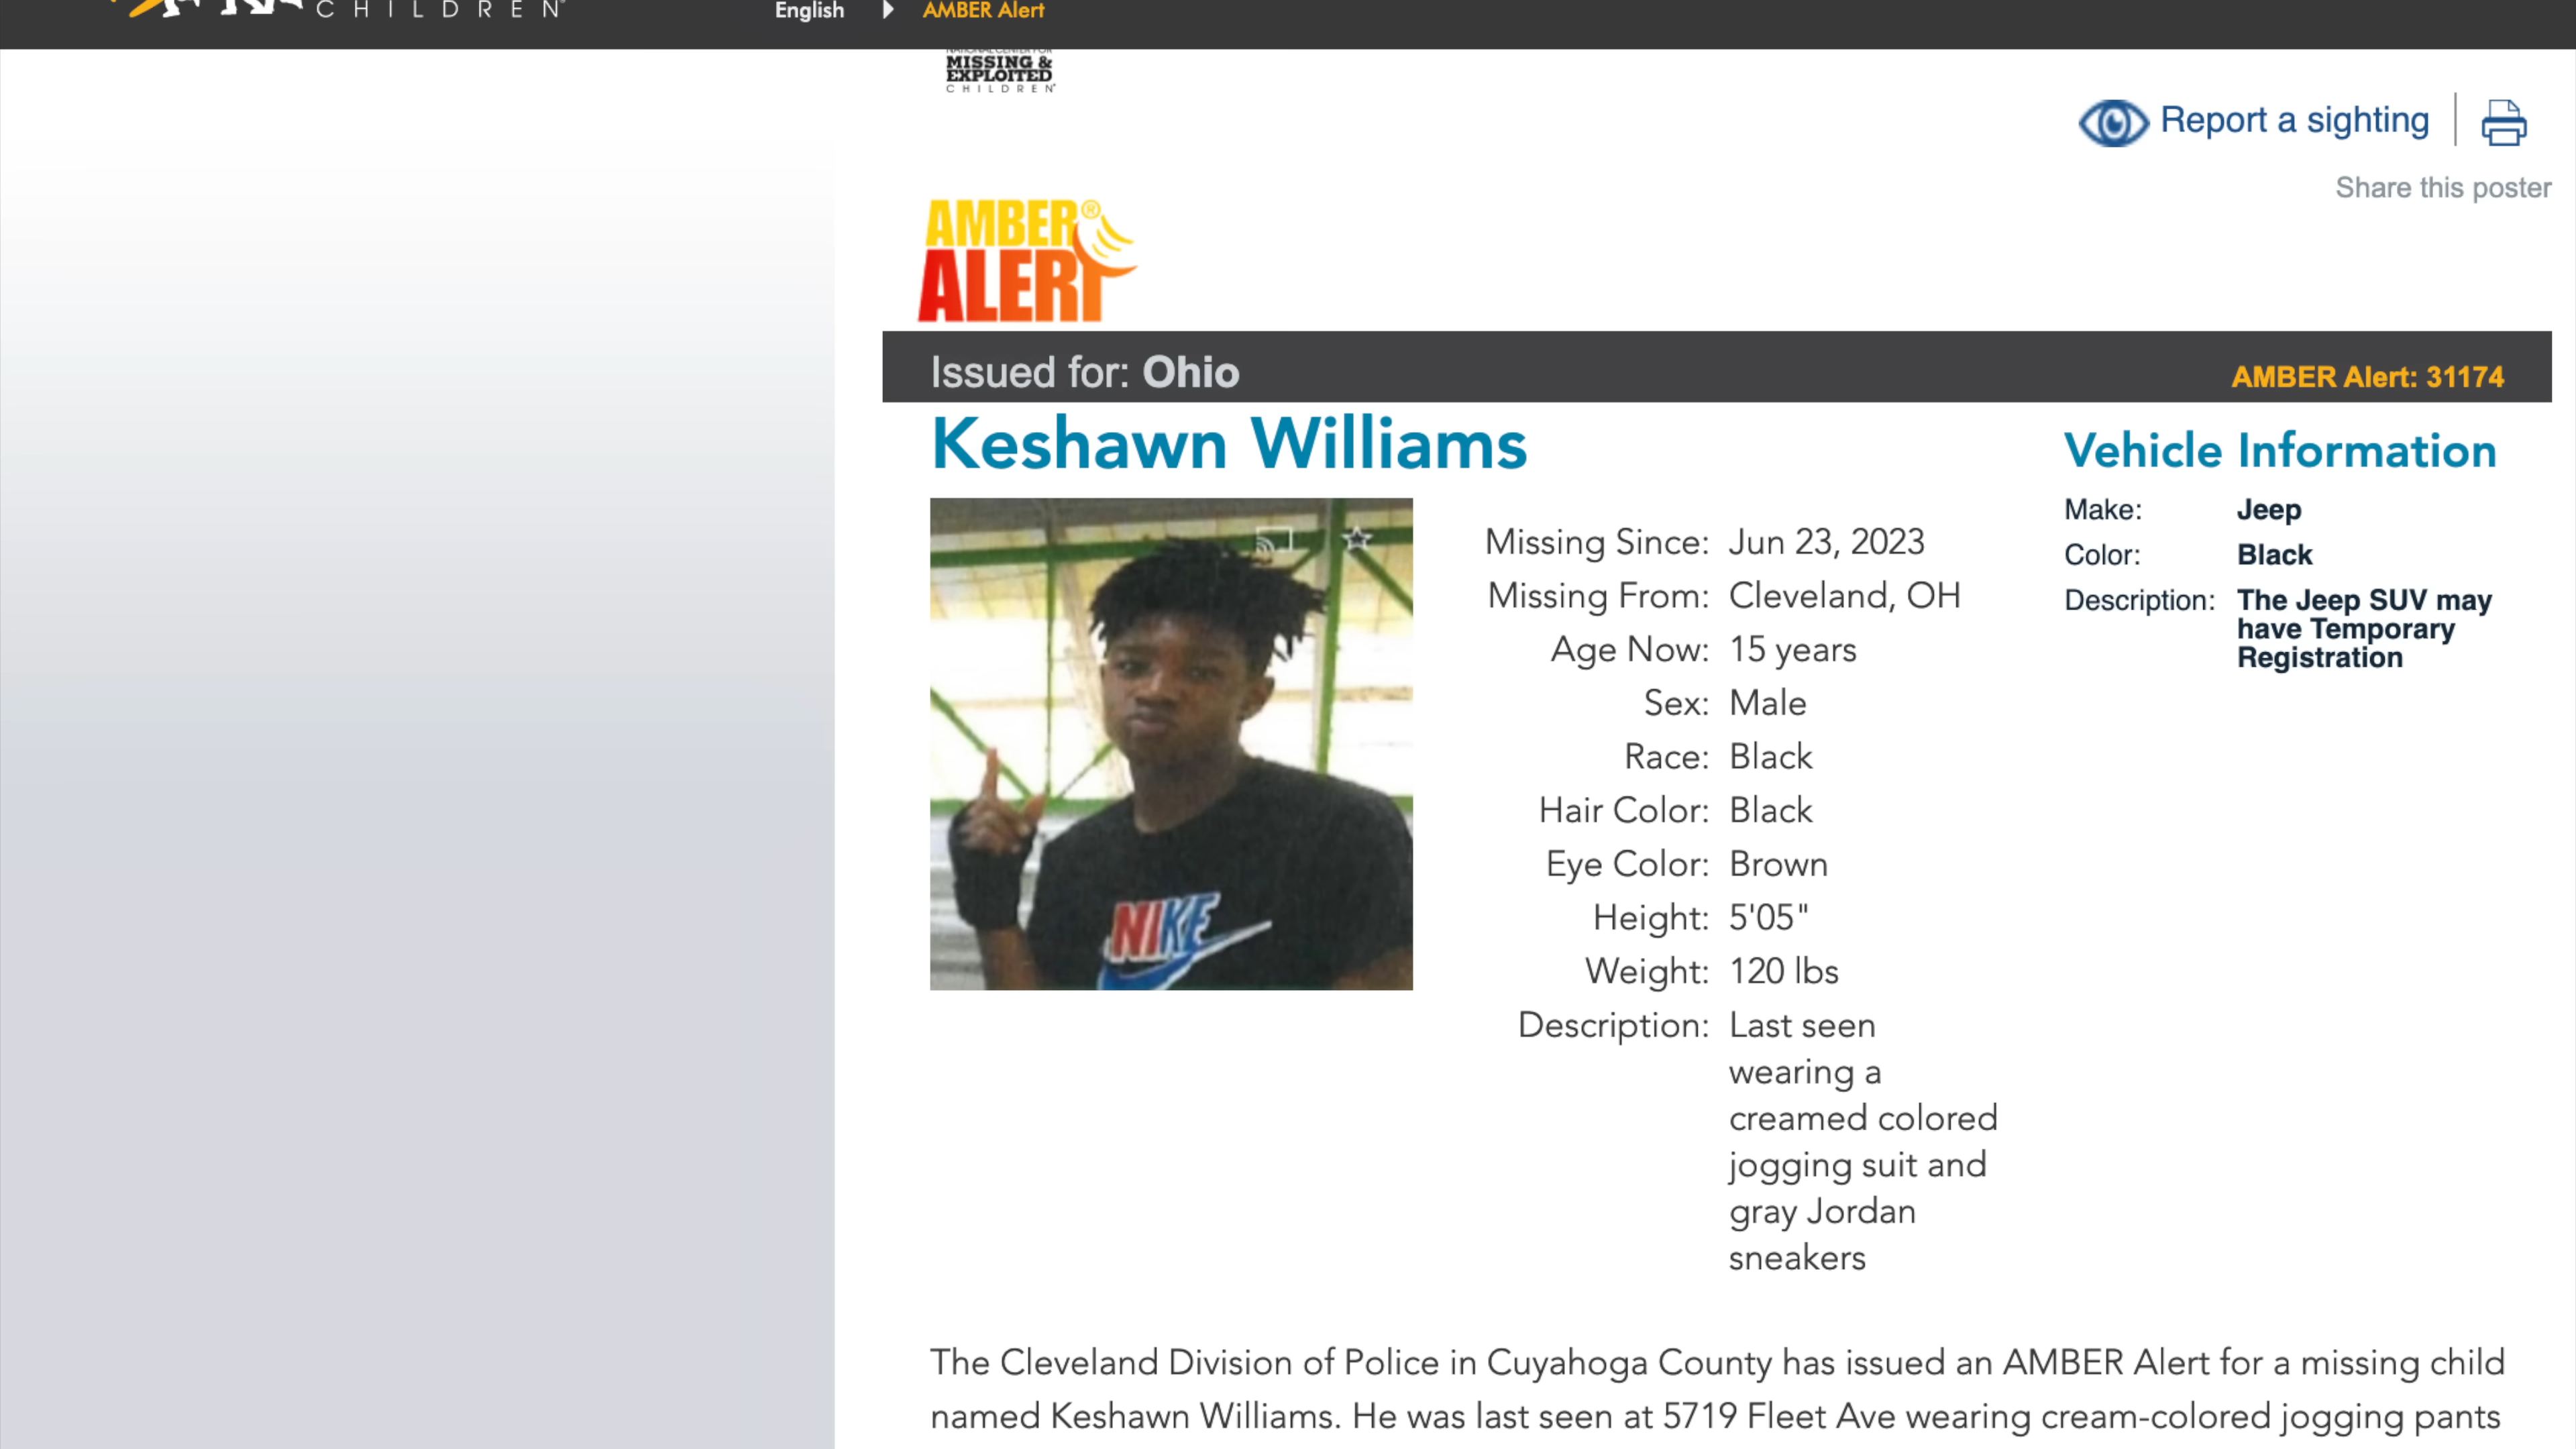 CHILDREN
English
AMBER Alert
NATIONAL CENTER FOR
MISSING &
EXPLOITED
CHILDREN
Report a sighting
Share this poster
AMBER®
ALERT
Issued for: Ohio
AMBER Alert: 31174
Keshawn Williams
Missing Since: Jun 23, 2023
Missing From: Cleveland, OH
Age Now: 15 years
Sex: Male
Race: Black
Hair Color: Black
Eye Color: Brown
Height: 5'05"
Weight: 120 lbs
Description: Last seen
wearing a
creamed colored
jogging suit and
gray Jordan
sneakers
NIKE
Vehicle Information
Make: Jeep
Color: Black
Description: The Jeep SUV may
have Temporary
Registration
The Cleveland Division of Police in Cuyahoga County has issued an AMBER Alert for a missing child
named Keshawn Williams. He was last seen at 5719 Fleet Ave wearing cream-colored jogging pants